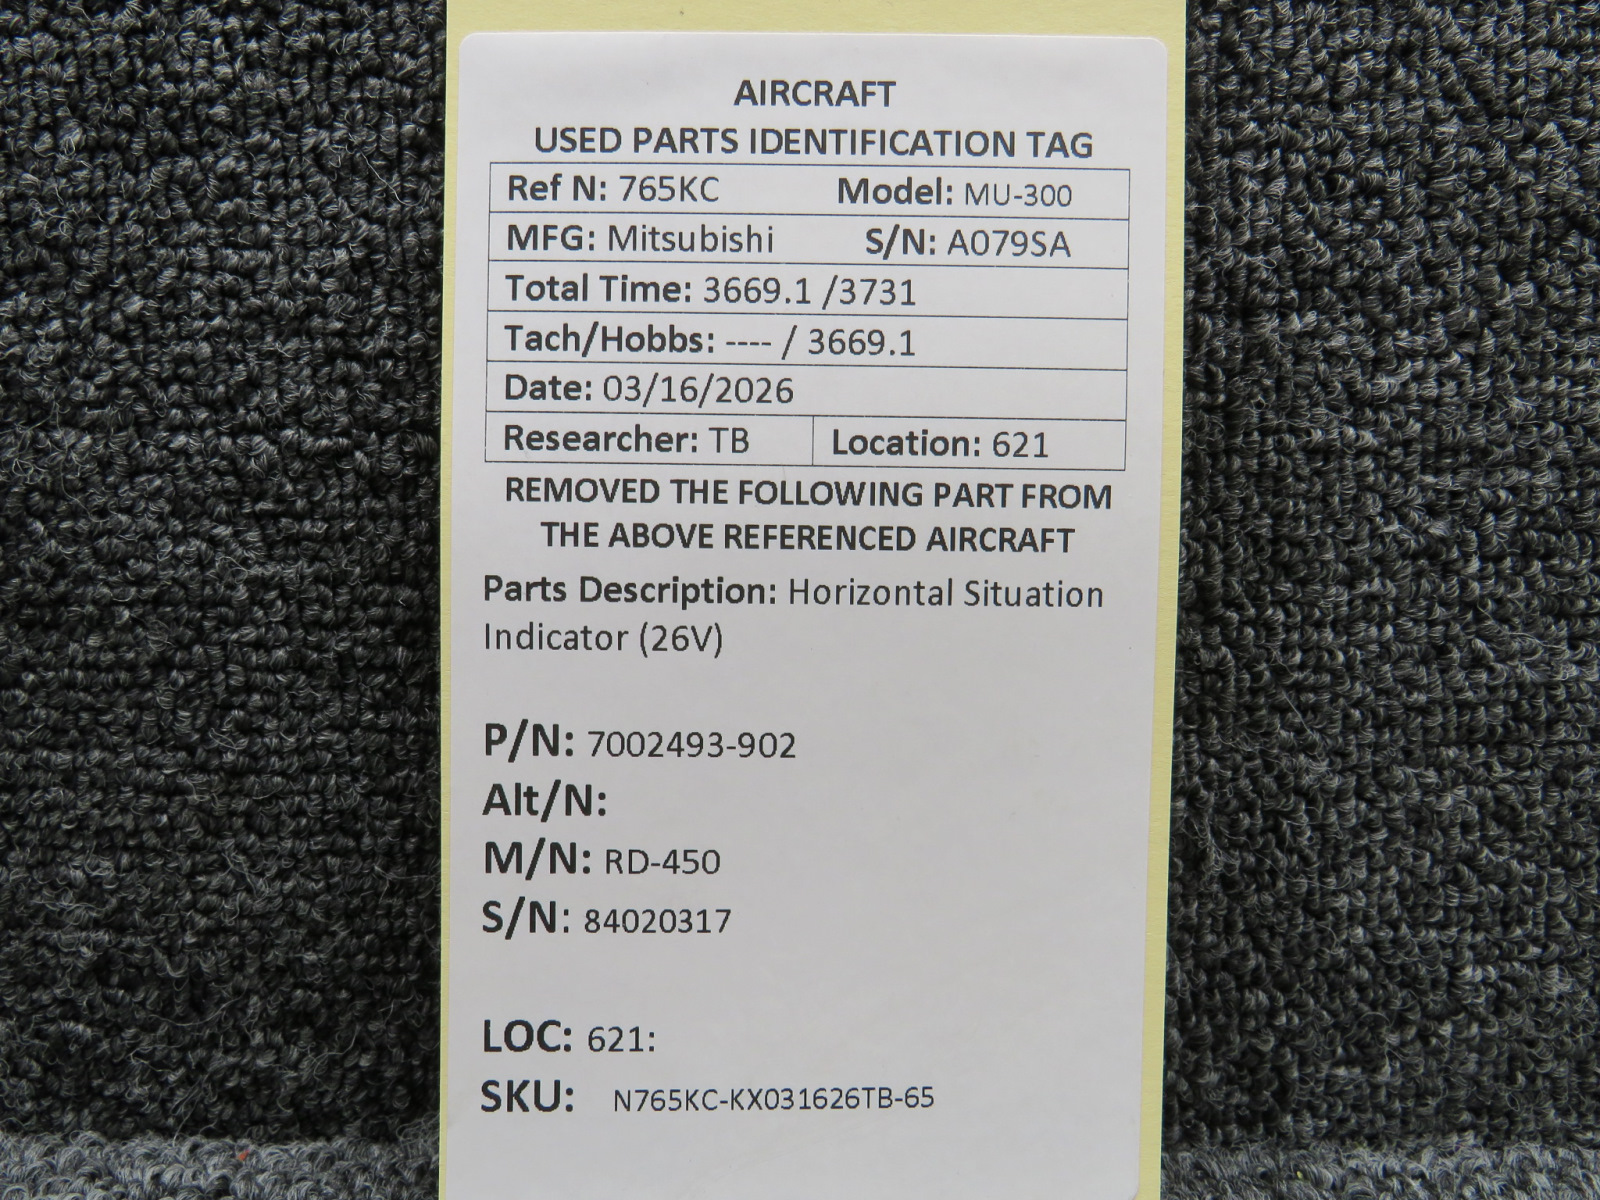 AIRCRAFT
USED PARTS IDENTIFICATION TAG
Ref N: 765KC Model: MU-300
MFG: Mitsubishi S/N: A079SA
Total Time: 3669.1 /3731
Tach/Hobbs: ---- / 3669.1
Date: 03/16/2026
Researcher: TB Location: 621
REMOVED THE FOLLOWING PART FROM
THE ABOVE REFERENCED AIRCRAFT
Parts Description: Horizontal Situation
Indicator (26V)
P/N: 7002493-902
Alt/N:
M/N: RD-450
S/N: 84020317
LOC: 621:
SKU: N765KC-KX031626TB-65